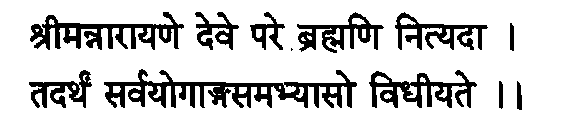 श्रीमन्नारायणे देवे परे ब्रह्मणि नित्यदा ।
तदर्थं सर्वयोगाङ्गसमभ्यासो विधीयते ।।